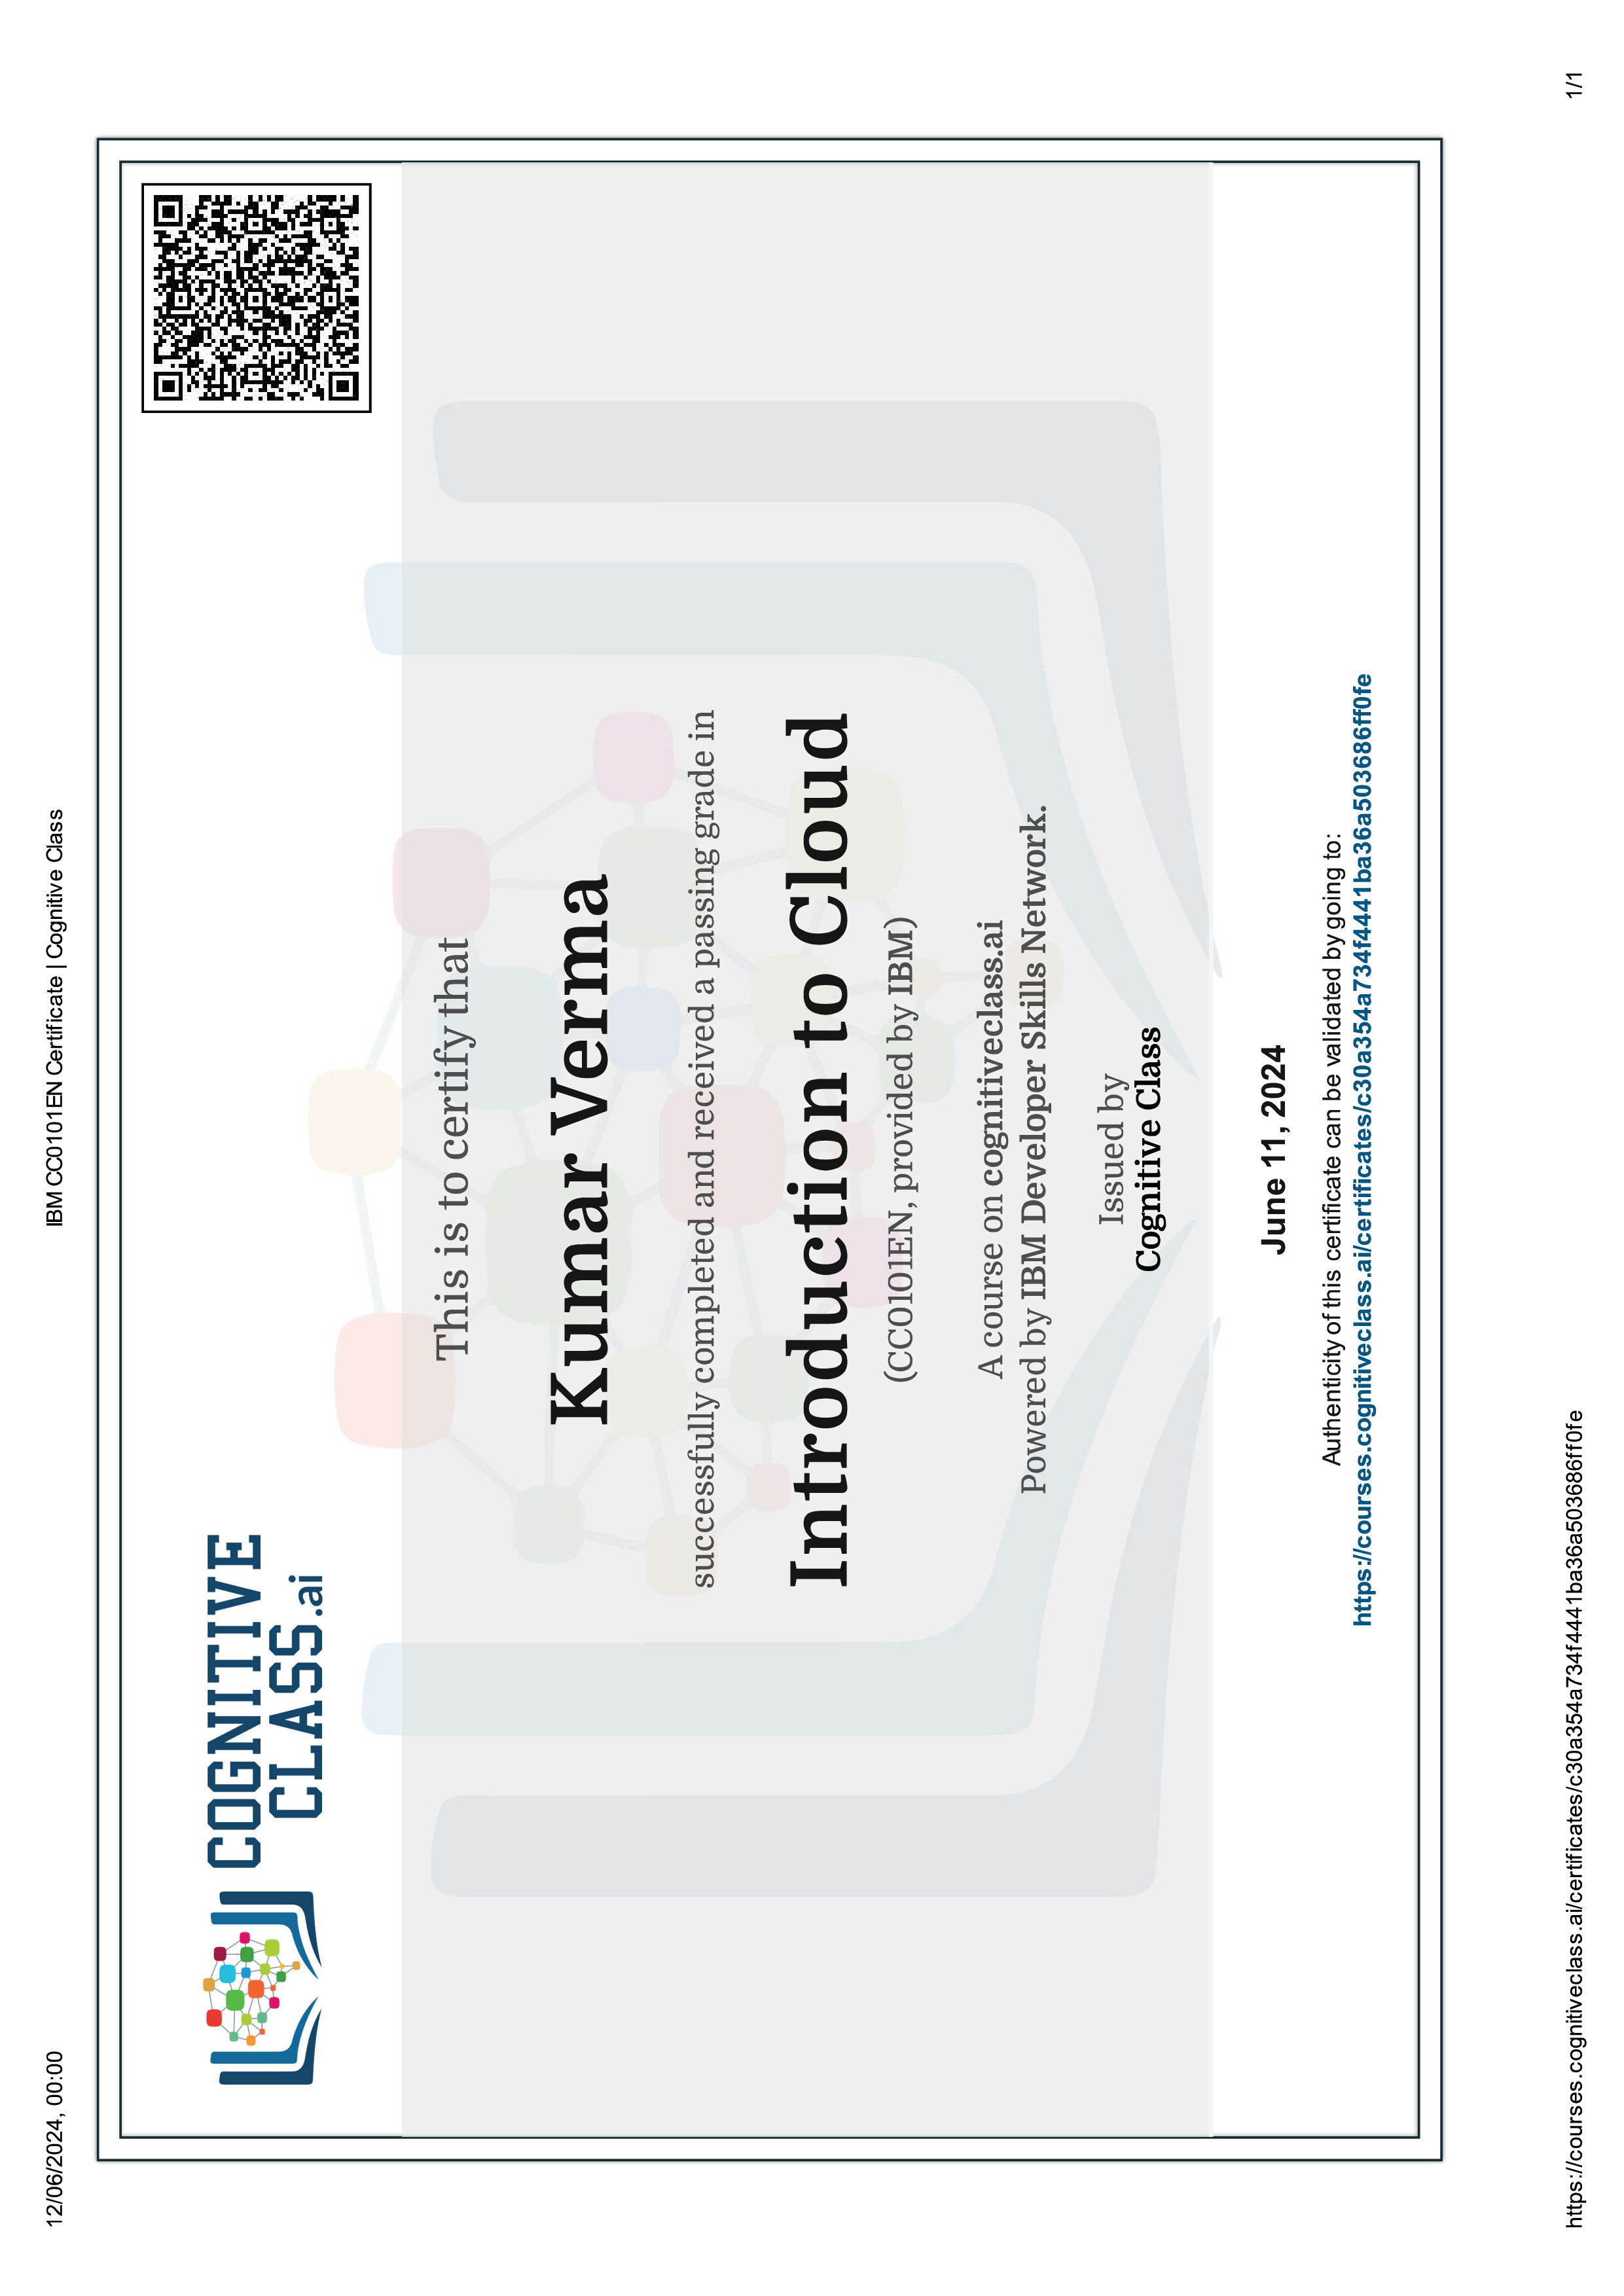 12/06/2024, 00:00
IBM CC0101EN Certificate | Cognitive Class
COGNITIVE
CLASS.ai
This is to certify that
Kumar Verma
successfully completed and received a passing grade in
Introduction to Cloud
(CC0101EN, provided by IBM)
A course on cognitiveclass.ai
Powered by IBM Developer Skills Network.
Issued by
Cognitive Class
June 11, 2024
Authenticity of this certificate can be validated by going to:
https://courses.cognitiveclass.ai/certificates/c30a354a734f4441ba36a503686ff0fe
https://courses.cognitiveclass.ai/certificates/c30a354a734f4441ba36a503686ff0fe
1/1